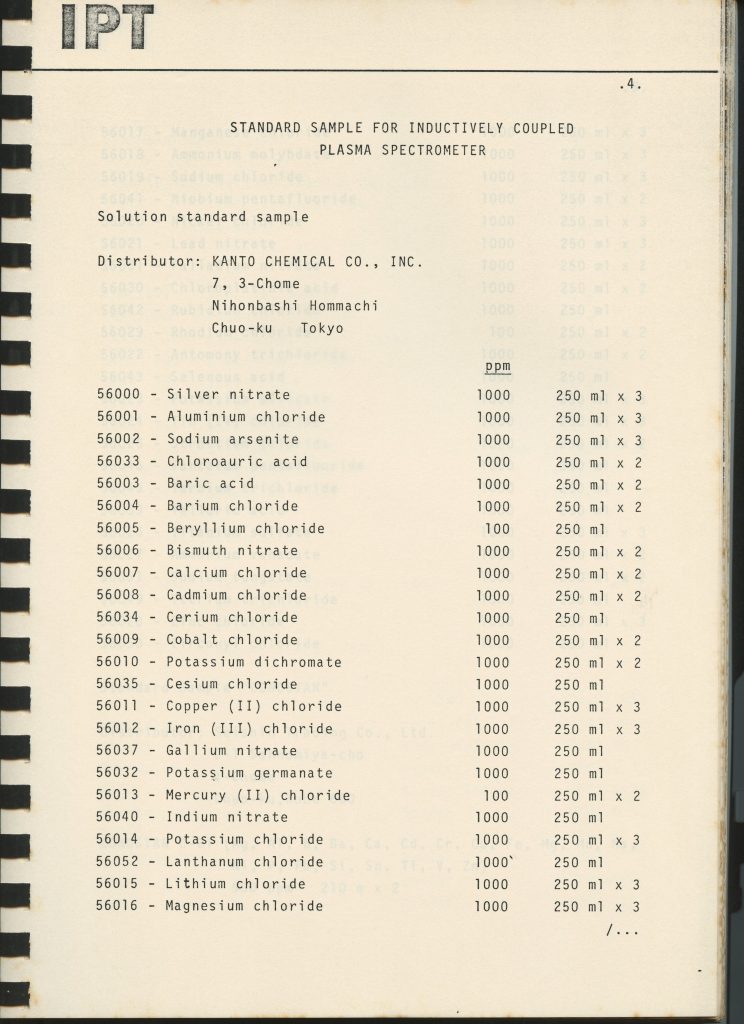 IPT
.4.
STANDARD SAMPLE FOR INDUCTIVELY COUPLED
PLASMA SPECTROMETER
Solution standard sample
Distributor: KANTO CHEMICAL CO., INC.
7, 3-Chome
Nihonbashi Hommachi
Chuo-ku Tokyo
ppm
56000 - Silver nitrate 1000 250 ml x 3
56001 - Aluminium chloride 1000 250 ml x 3
56002 - Sodium arsenite 1000 250 ml x 3
56033 - Chloroauric acid 1000 250 ml x 2
56003 - Baric acid 1000 250 ml x 2
56004 - Barium chloride 1000 250 ml x 2
56005 - Beryllium chloride 100 250 ml
56006 - Bismuth nitrate 1000 250 ml x 2
56007 - Calcium chloride 1000 250 ml x 2
56008 - Cadmium chloride 1000 250 ml x 2
56034 - Cerium chloride 1000 250 ml
56009 - Cobalt chloride 1000 250 ml x 2
56010 - Potassium dichromate 1000 250 ml x 2
56035 - Cesium chloride 1000 250 ml
56011 - Copper (II) chloride 1000 250 ml x 3
56012 - Iron (III) chloride 1000 250 ml x 3
56037 - Gallium nitrate 1000 250 ml
56032 - Potassium germanate 1000 250 ml
56013 - Mercury (II) chloride 100 250 ml x 2
56040 - Indium nitrate 1000 250 ml
56014 - Potassium chloride 1000 250 ml x 3
56052 - Lanthanum chloride 1000 250 ml
56015 - Lithium chloride 1000 250 ml x 3
56016 - Magnesium chloride 1000 250 ml x 3
/...